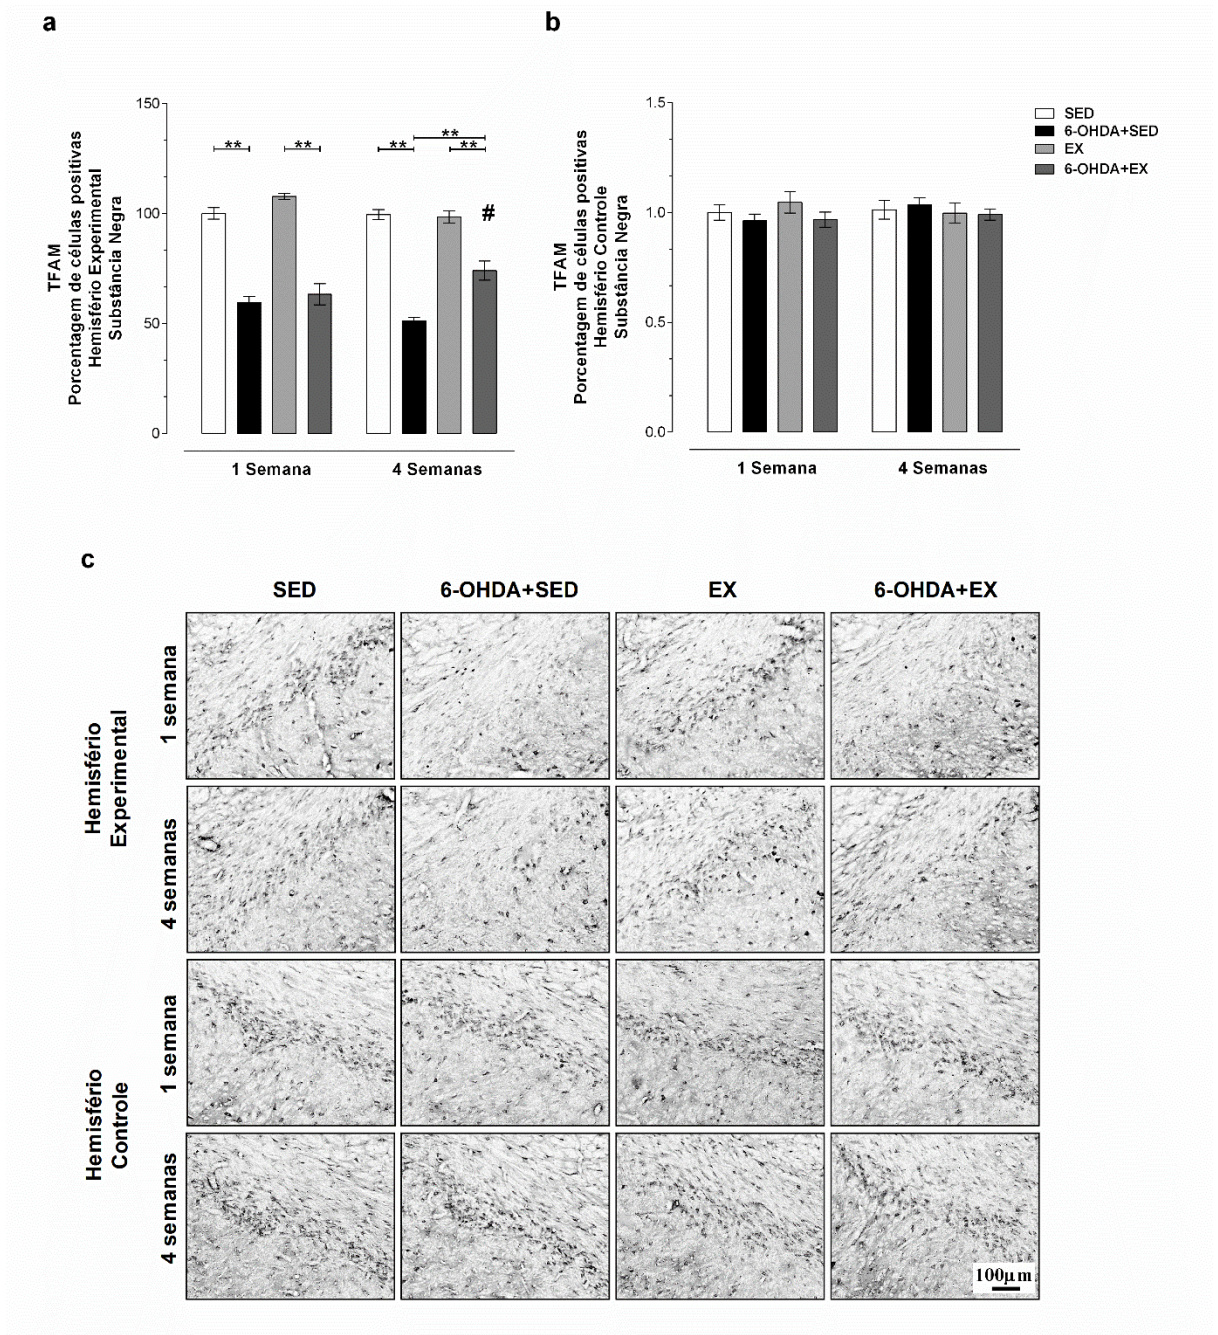 a
b
TFAM
Porcentagem de células positivas
Hemisfério Experimental
Substância Negra
150
100
50
0
**
**
**
**
**
#
1 Semana
4 Semanas
TFAM
Porcentagem de células positivas
Hemisfério Controle
Substância Negra
1.5
1.0
0.5
0.0
1 Semana
4 Semanas
SED
6-OHDA+SED
EX
6-OHDA+EX
c
SED
6-OHDA+SED
EX
6-OHDA+EX
Hemisfério
Experimental
1 semana
4 semanas
Hemisfério
Controle
1 semana
4 semanas
100µm